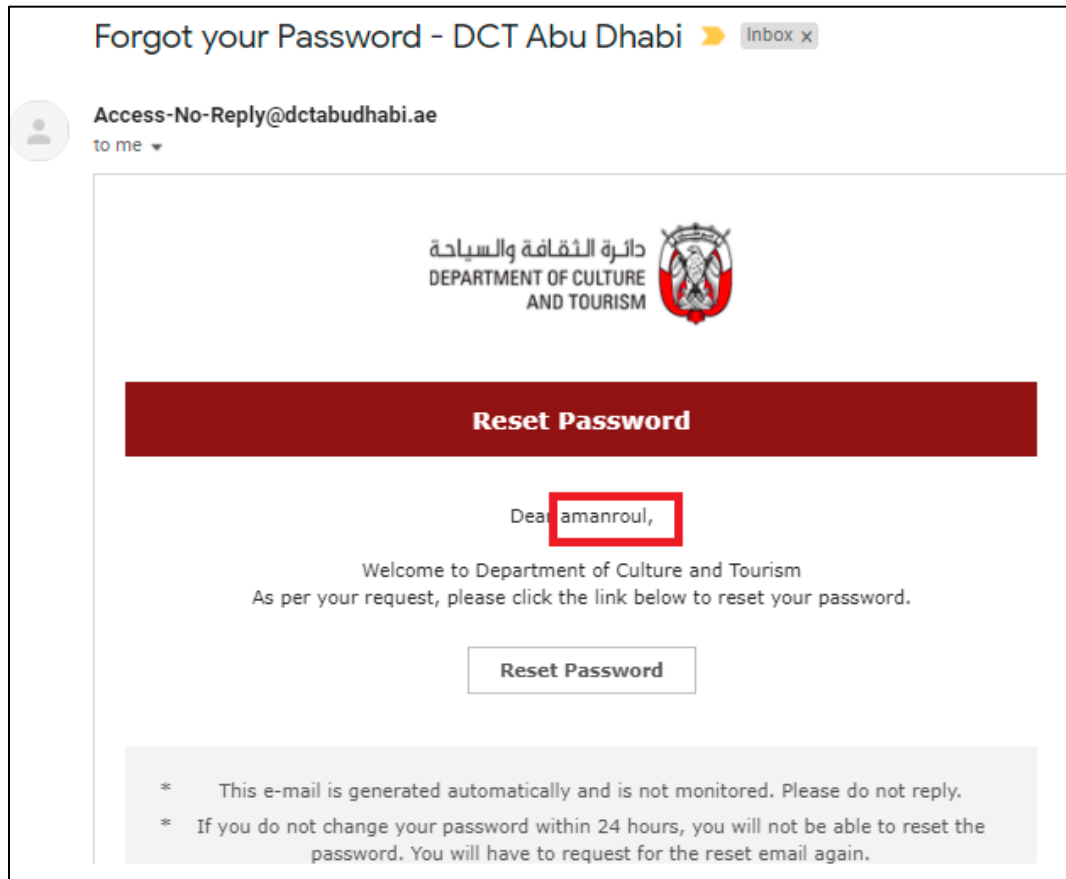 Forgot your Password - DCT Abu Dhabi
Inbox x
Access-No-Reply@dctabudhabi.ae
to me
دائرة الثقافة والسياحة
DEPARTMENT OF CULTURE
AND TOURISM
Reset Password
Dear amanroul,
Welcome to Department of Culture and Tourism
As per your request, please click the link below to reset your password.
Reset Password
* This e-mail is generated automatically and is not monitored. Please do not reply.
* If you do not change your password within 24 hours, you will not be able to reset the
password. You will have to request for the reset email again.